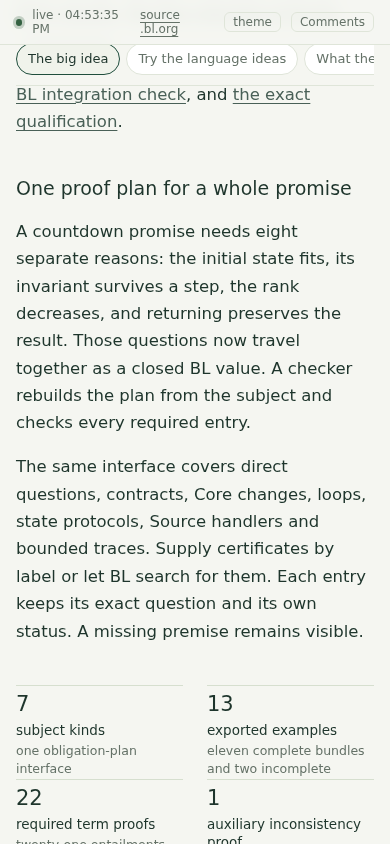 live · 04:53:35 PM
source.bl.org
theme
Comments
The big idea
Try the language ideas
What the
BL integration check, and the exact
qualification.
One proof plan for a whole promise
A countdown promise needs eight
separate reasons: the initial state fits, its
invariant survives a step, the rank
decreases, and returning preserves the
result. Those questions now travel
together as a closed BL value. A checker
rebuilds the plan from the subject and
checks every required entry.
The same interface covers direct
questions, contracts, Core changes, loops,
state protocols, Source handlers and
bounded traces. Supply certificates by
label or let BL search for them. Each entry
keeps its exact question and its own
status. A missing premise remains visible.
7
subject kinds
one obligation-plan
interface
13
exported examples
eleven complete bundles
and two incomplete
22
required term proofs
twenty-one entailments
1
auxiliary inconsistency
proof